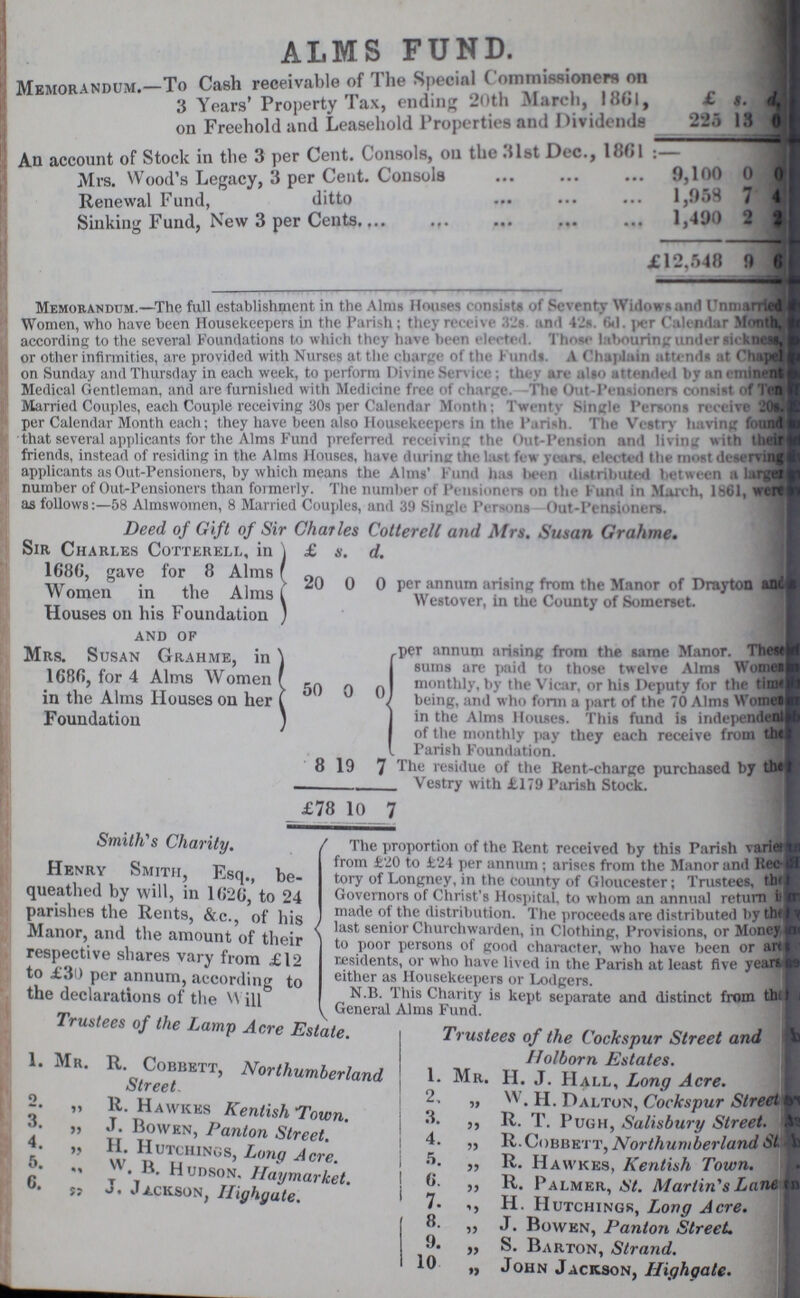 ALMS FUND.
MEMORANDUM.—To Cash receivable of The Special Commissioners on
3 Years' Property Tax, ending 20th March, 1861, £ s. d.
on Freehold and Leasehold Properties and Dividends 225 13 0
An account of Stock in the 3 per Cent. Consols, on the 31st Dec., 1861 :—
Mrs. Wood's Legacy, 3 per Cent. Consols ... ... ... 9,100 0 0
Renewal Fund, ditto ... ... ... 1,958 7 4
Sinking Fund, New 3 per Cents.... ... ... ... ... 1,490 2 2
£12,548 9 6
MEMORANDUM.—The full establishment in the Alms Houses consists of Seventy Widows and Unmarried
Women, who have been Housekeepers in the Parish; they receive 32s. and 42s. 6d. per Calendar Month,
according to the several Foundations to which they have been elected. Those labouring under sickness,
or other infirmities, are provided with Nurses at the charge of the Funds. A Chaplain attends at Chapel
on Sunday and Thursday in each week, to perform Divine Service; they are also attended by an eminent
Medical Gentleman, and are furnished with Medicine free of charge.—The Out-Pensioners consist of Ten
Married Couples, each Couple receiving 30s per Calendar Month; Twenty Single Persons receive 20s.
per Calendar Month each; they have been also Housekeepers in the Parish. The Vestry having found
that several applicants for the Alms Fund preferred receiving the Out-Pension and living with their
friends, instead of residing in the Alms Houses, have during the last few years, elected the most deserving
applicants as Out-Pensioners, by which means the Alms' Fund has been distributed between a larger
number of Out-Pensioners than formerly. The number of Pensioners on the Fund in March, 1861, were
as follows:—58 Almswomen, 8 Married Couples, and 39 Single Persons—Out-Pensioners.
Deed of Gift of Sir Charles Cotterell and Mrs. Susan Grahme.
SIR CHARLES COTTERELL, in £ s. d.
1686, gave for 8 Alms
Women in the Alms 20 0 0 per annum arising from the Manor of Drayton and
Houses on his Foundation Westover, in the County of Somerset.
AND OF
MRS. SUSAN GRAHME, in per annum arising from the same Manor. These
1686, for 4 Alms Women sums are paid to those twelve Alms Women
in the Alms Houses on her 50 0 0 monthly, by the Vicar, or his Deputy for the time
Foundation being, and who form a part of the 70 Alms Women
in the Alms Houses. This fund is independent
of the monthly pay they each receive from the
Parish Foundation.
8 19 7 The residue of the Rent-charge purchased by the
Vestry with £179 Parish Stock.
£78 10 7
Smith's Charity.
HENRY SMITH, Esq., be-
queathed by will, in 1626, to 24
parishes the Rents, &c., of his
Manor, and the amount of their
respective shares vary from £12
to £30 per annum, according to
the declarations of the Will
The proportion of the Rent received by this Parish varies
from £20 to £24 per annum; arises from the Manor and Rec-
tory of Longney, in the county of Gloucester; Trustees, the
Governors of Christ's Hospital, to whom an annual return is
made of the distribution. The proceeds are distributed by the
last senior Churchwarden, in Clothing, Provisions, or Money,
to poor persons of good character, who have been or are
residents, or who have lived in the Parish at least five years
either as Housekeepers or Lodgers.
N.B. This Charity is kept separate and distinct from the
General Alms Fund.
Trustees of the Lamp Acre Estate.
1. MR. R. COBBETT, Northumberland
Street.
2. „ R. HAWKES Kentish Town.
3. „ J. BOWEN, Panton Street.
4. „ H. HUTCHINGS, Long Acre.
5. „ W. B. HUDSON, Haymarket.
6. „ J. JACKSON, Highgate.
Trustees of the Cockspur Street and
Holborn Estates.
1. MR. H. J. HALL, Long Acre.
2. „ W. H. DALTON, Cockspur Street
3. „ R. T. PUGH, Salisbury Street.
4. „ R. COBBETT, Northumberland St.
5. „ R. HAWKES, Kentish Town.
6. „ R. PALMER, St. Martin's Lane
7. „ H. HUTCHINGS, Long Acre.
8. „ J. BOWEN, Panton Street.
9. „ S. BARTON, Strand.
10 „ JOHN JACKSON, Highgate.